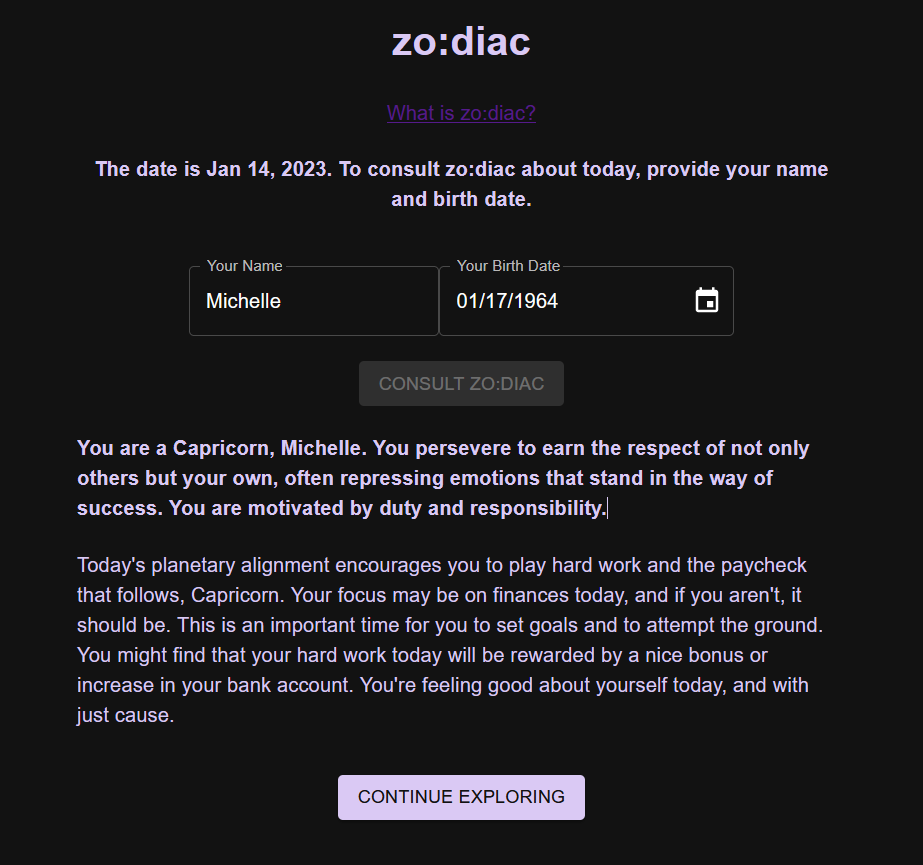 zo:diac
What is zo:diac?
The date is Jan 14, 2023. To consult zo:diac about today, provide your name
and birth date.
Your Name
Michelle
Your Birth Date
01/17/1964
CONSULT ZO:DIAC
You are a Capricorn, Michelle. You persevere to earn the respect of not only
others but your own, often repressing emotions that stand in the way of
success. You are motivated by duty and responsibility.
Today's planetary alignment encourages you to play hard work and the paycheck
that follows, Capricorn. Your focus may be on finances today, and if you aren't, it
should be. This is an important time for you to set goals and to attempt the ground.
You might find that your hard work today will be rewarded by a nice bonus or
increase in your bank account. You're feeling good about yourself today, and with
just cause.
CONTINUE EXPLORING